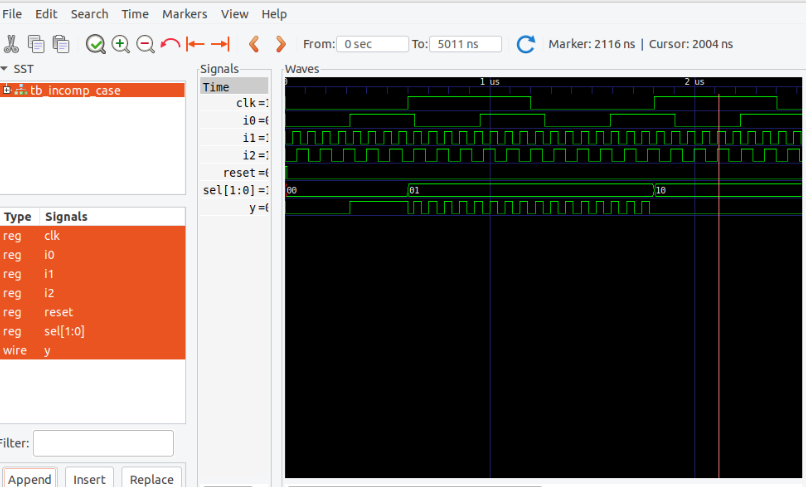 File Edit Search Time Markers View Help
From: 0 sec To: 5011 ns Marker: 2116 ns | Cursor: 2004 ns
SST
tb_incomp_case
Type Signals
reg clk
reg i0
reg i1
reg i2
reg reset
reg sel[1:0]
wire y
Filter:
Append Insert Replace
Signals
Time
clk =1
i0 =0
i1 =1
i2 =1
reset =0
sel[1:0] =1
y =0
Waves
0 1 us 2 us
00 01 10